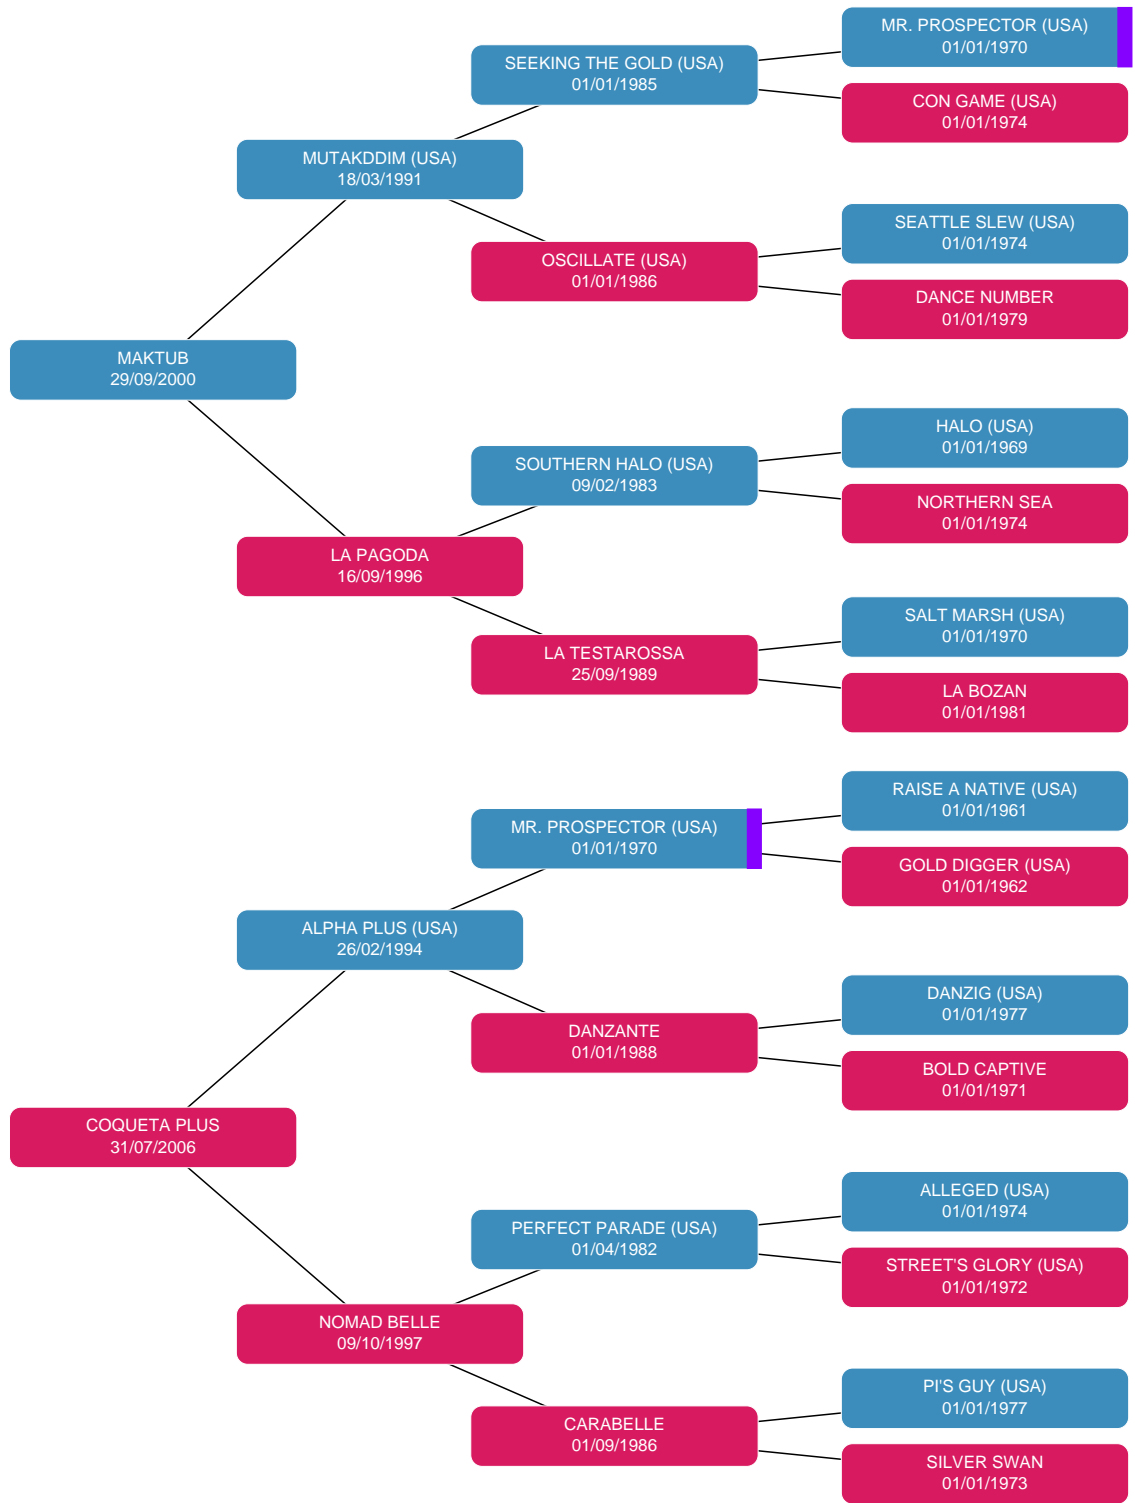 MR. PROSPECTOR (USA)
01/01/1970
SEEKING THE GOLD (USA)
01/01/1985
CON GAME (USA)
01/01/1974
MUTAKDDIM (USA)
18/03/1991
SEATTLE SLEW (USA)
01/01/1974
OSCILLATE (USA)
01/01/1986
DANCE NUMBER
01/01/1979
MAKTUB
29/09/2000
HALO (USA)
01/01/1969
SOUTHERN HALO (USA)
09/02/1983
NORTHERN SEA
01/01/1974
LA PAGODA
16/09/1996
SALT MARSH (USA)
01/01/1970
LA TESTAROSSA
25/09/1989
LA BOZAN
01/01/1981
RAISE A NATIVE (USA)
01/01/1961
MR. PROSPECTOR (USA)
01/01/1970
GOLD DIGGER (USA)
01/01/1962
ALPHA PLUS (USA)
26/02/1994
DANZIG (USA)
01/01/1977
DANZANTE
01/01/1988
BOLD CAPTIVE
01/01/1971
COQUETA PLUS
31/07/2006
ALLEGED (USA)
01/01/1974
PERFECT PARADE (USA)
01/04/1982
STREET'S GLORY (USA)
01/01/1972
NOMAD BELLE
09/10/1997
PI'S GUY (USA)
01/01/1977
CARABELLE
01/09/1986
SILVER SWAN
01/01/1973